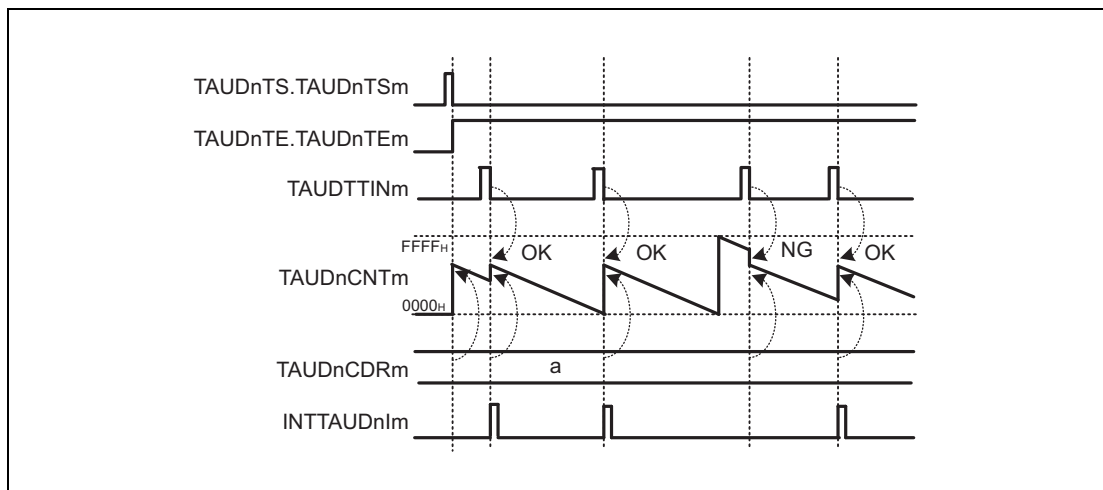 TAUDnTS.TAUDnTSm
TAUDnTE.TAUDnTEm
TAUDTTINm
FFFFH
OK
OK
NG
OK
TAUDnCNTm
0000H
TAUDnCDRm
a
INTTAUDnIm